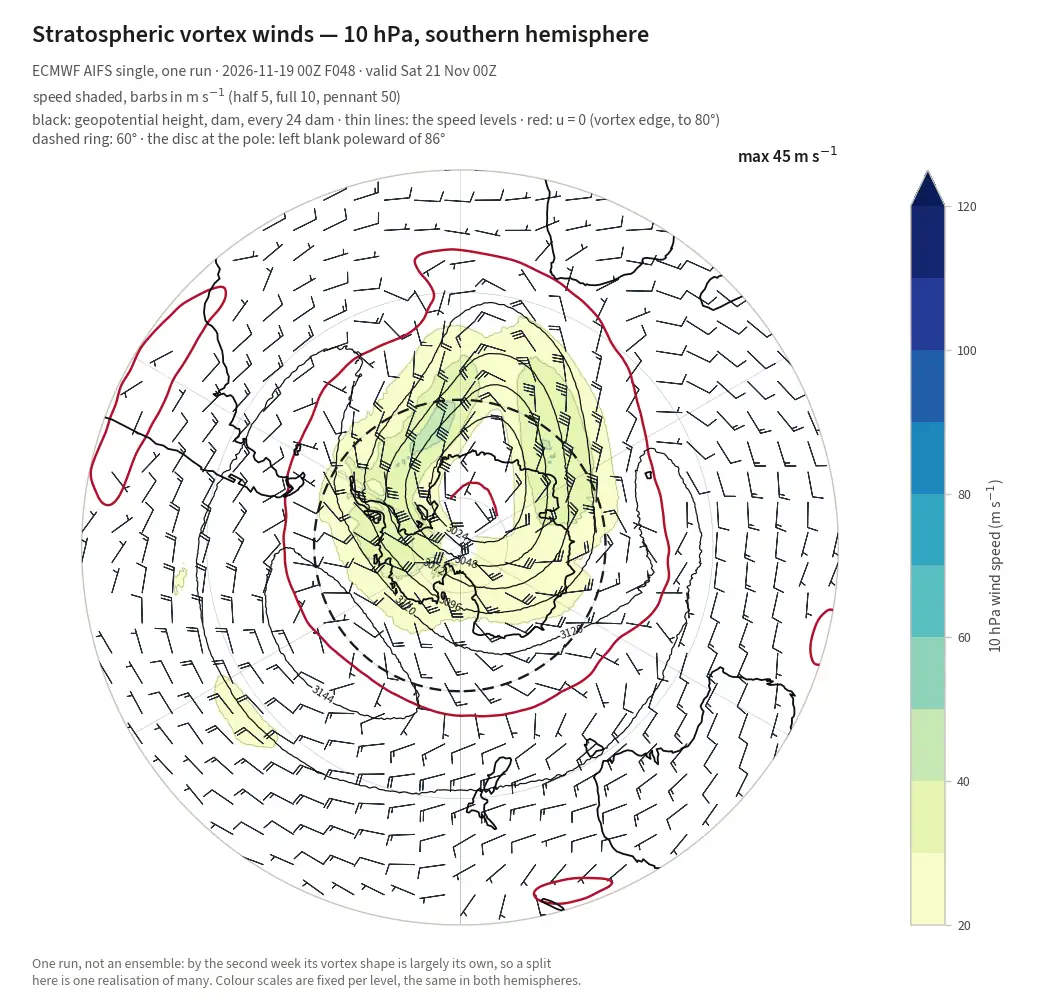 Stratospheric vortex winds — 10 hPa, southern hemisphere
ECMWF AIFS single, one run · 2026-11-19 00Z F048 · valid Sat 21 Nov 00Z
speed shaded, barbs in m s⁻¹ (half 5, full 10, pennant 50)
black: geopotential height, dam, every 24 dam · thin lines: the speed levels · red: u = 0 (vortex edge, to 80°)
dashed ring: 60° · the disc at the pole: left blank poleward of 86°
max 45 m s⁻¹
120
100
80
60
40
20
10 hPa wind speed (m s⁻¹)
3024
3048
3096
3120
3144
One run, not an ensemble: by the second week its vortex shape is largely its own, so a split
here is one realisation of many. Colour scales are fixed per level, the same in both hemispheres.